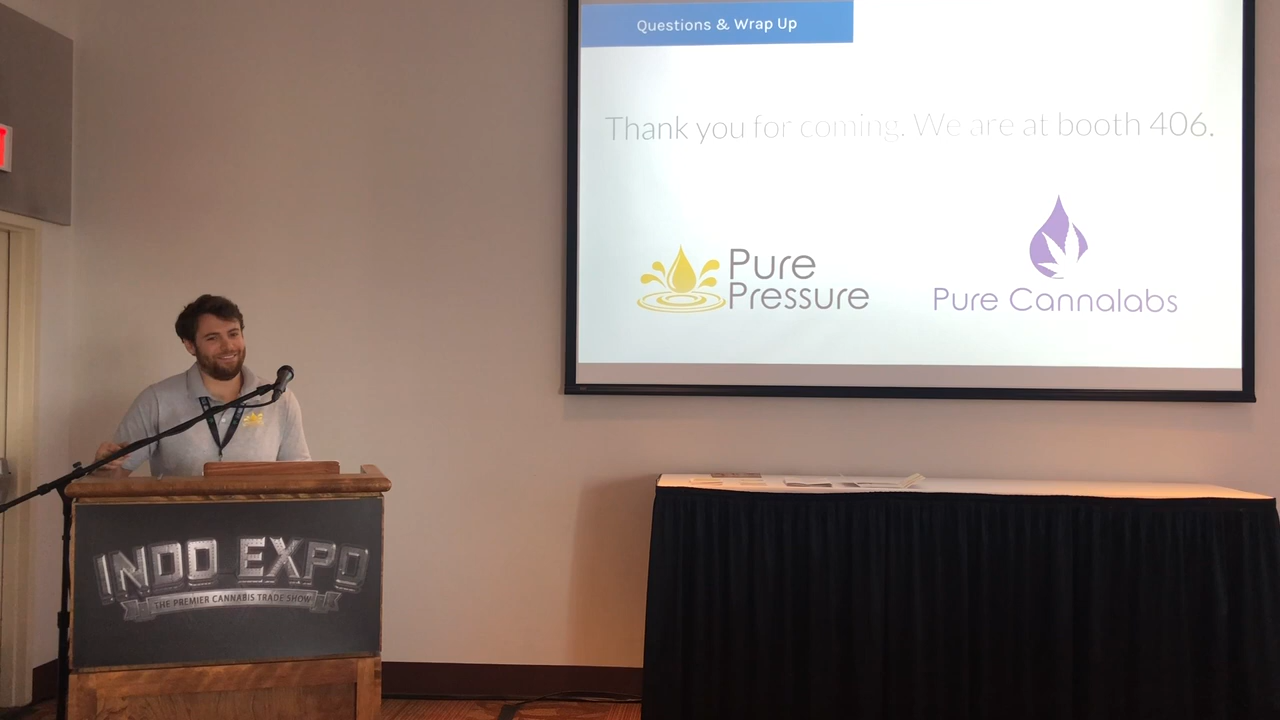 Questions & Wrap Up
Thank you for coming. We are at booth 406.
Pure
Pressure
Pure Cannalabs
INDO EXPO
THE PREMIER CANNABIS TRADE SHOW